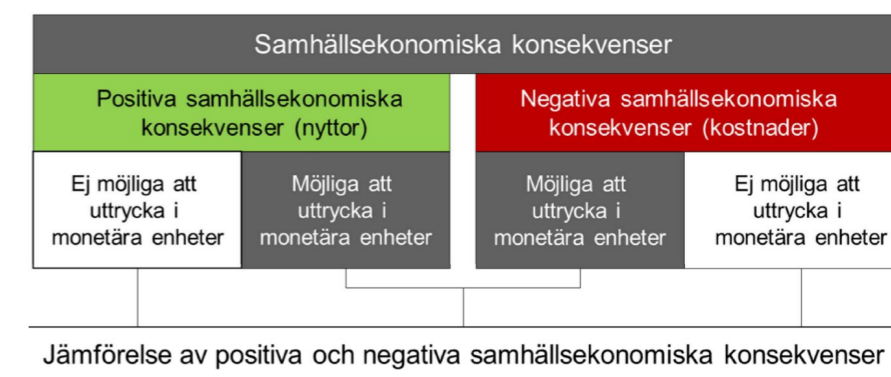 Samhällsekonomiska konsekvenser
Positiva samhällsekonomiska
konsekvenser (nyttor)
Negativa samhällsekonomiska
konsekvenser (kostnader)
Ej möjliga att
uttrycka i
monetära enheter
Möjliga att
uttrycka i
monetära enheter
Möjliga att
uttrycka i
monetära enheter
Ej möjliga att
uttrycka i
monetära enheter
Jämförelse av positiva och negativa samhällsekonomiska konsekvenser